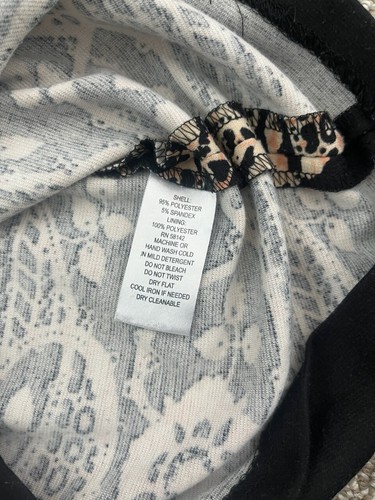 SHELL:
95% POLYESTER
5% SPANDEX
LINING:
100% POLYESTER
RN 58142
MACHINE OR
HAND WASH COLD
IN MILD DETERGENT
DO NOT BLEACH
DO NOT TWIST
DRY FLAT
COOL IRON IF NEEDED
DRY CLEANABLE